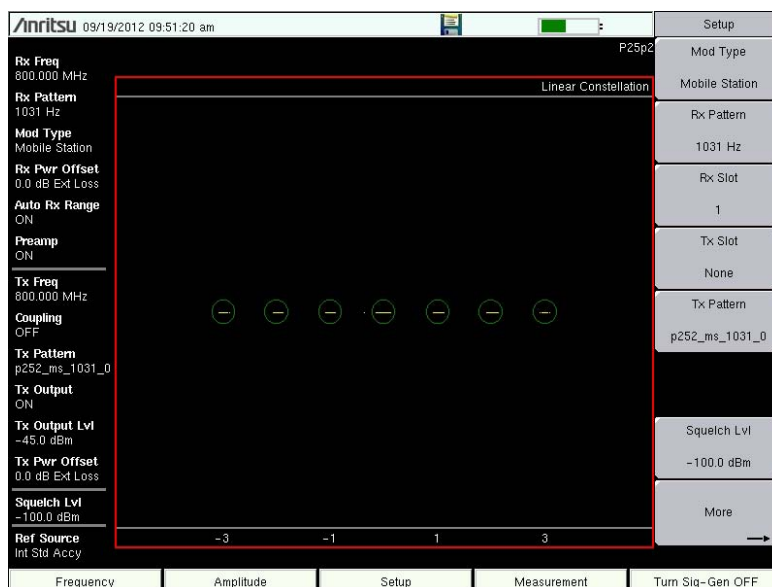 Anritsu 09/19/2012 09:51:20 am
P25p2
Linear Constellation
Rx Freq
800.000 MHz
Rx Pattern
1031 Hz
Mod Type
Mobile Station
Rx Pwr Offset
0.0 dB Ext Loss
Auto Rx Range
ON
Preamp
ON
Tx Freq
800.000 MHz
Coupling
OFF
Tx Pattern
p252_ms_1031_0
Tx Output
ON
Tx Output Lvl
-45.0 dBm
Tx Pwr Offset
0.0 dB Ext Loss
Squelch Lvl
-100.0 dBm
Ref Source
Int Std Accy
-3 -1 1 3
Setup
Mod Type
Mobile Station
Rx Pattern
1031 Hz
Rx Slot
1
Tx Slot
None
Tx Pattern
p252_ms_1031_0
Squelch Lvl
-100.0 dBm
More
Frequency Amplitude Setup Measurement Turn Sig-Gen OFF